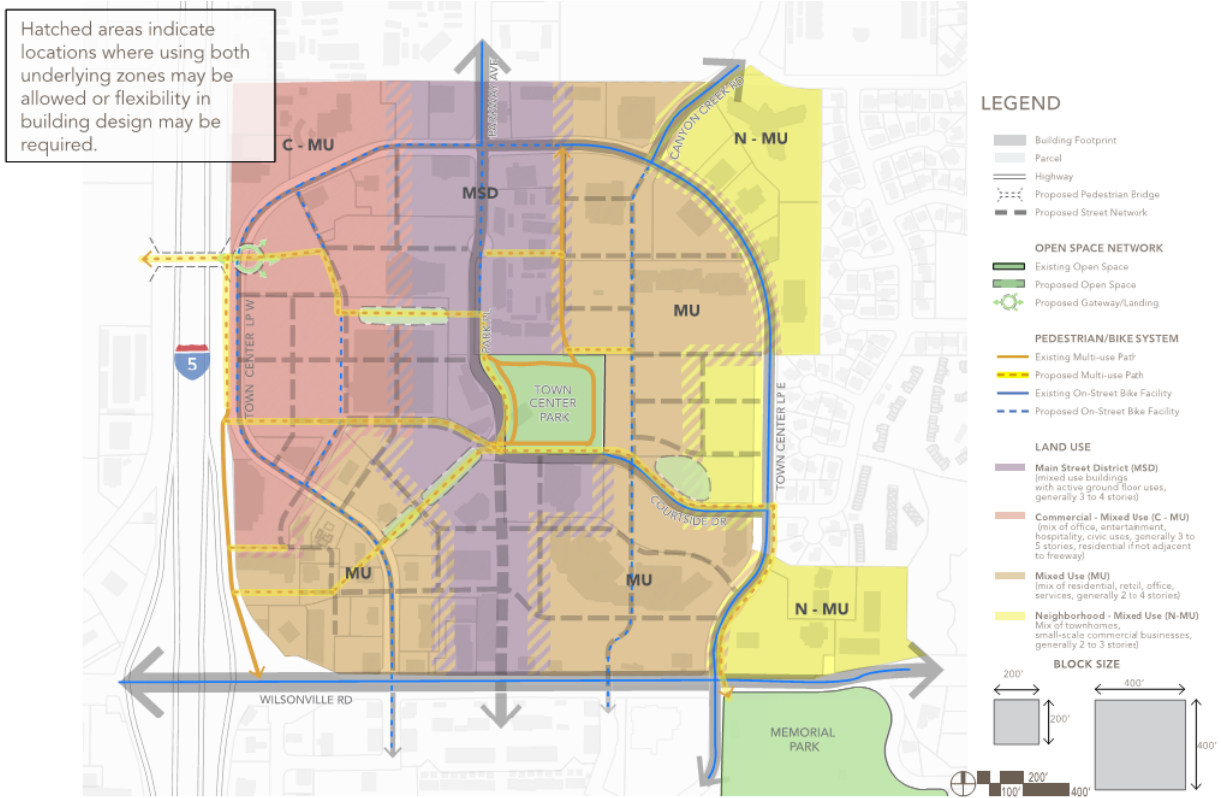 Hatched areas indicate
locations where using both
underlying zones may be
allowed or flexibility in
building design may be
required.
C - MU
PARKWAY AVE
CANYON CREEK RD
N - MU
MSD
TOWN CENTER LP W
5
PARK PL
MU
TOWN
CENTER
PARK
TOWN CENTER LP E
COURTSIDE DR
MU
MU
N - MU
WILSONVILLE RD
MEMORIAL
PARK
LEGEND
Building Footprint
Parcel
Highway
Proposed Pedestrian Bridge
Proposed Street Network
OPEN SPACE NETWORK
Existing Open Space
Proposed Open Space
Proposed Gateway/Landing
PEDESTRIAN/BIKE SYSTEM
Existing Multi-use Path
Proposed Multi-use Path
Existing On-Street Bike Facility
Proposed On-Street Bike Facility
LAND USE
Main Street District (MSD)
(mixed use buildings
with active ground floor uses,
generally 3 to 4 stories)
Commercial - Mixed Use (C - MU)
(mix of office, entertainment,
hospitality, civic uses, generally 3 to
5 stories, residential if not adjacent
to freeway)
Mixed Use (MU)
(mix of residential, retail, office,
services, generally 2 to 4 stories)
Neighborhood - Mixed Use (N-MU)
Mix of townhomes,
small-scale commercial businesses,
generally 2 to 3 stories)
BLOCK SIZE
200'
200'
400'
400'
200'
100'
400'